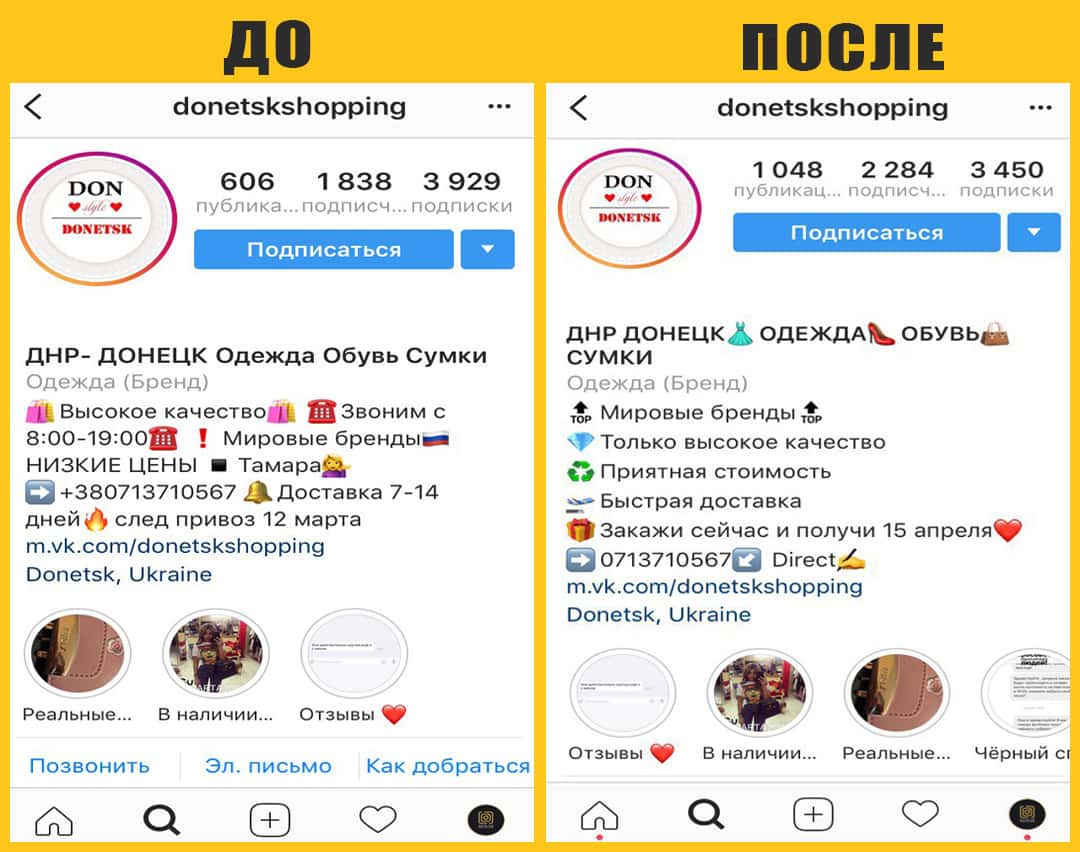 ДО
donetskshopping
DON
style
DONETSK
606 1 838 3 929
публика... подписч... подписки
Подписаться
ДНР- ДОНЕЦК Одежда Обувь Сумки
Одежда (Бренд)
🛍Высокое качество🛍 ☎Звоним с
8:00-19:00☎ ❗ Мировые бренды🇷🇺
НИЗКИЕ ЦЕНЫ ▪ Тамара💁‍♀️
➡+380713710567 🔔Доставка 7-14
дней🔥 след привоз 12 марта
m.vk.com/donetskshopping
Donetsk, Ukraine
Реальные... В наличии... Отзывы ❤
Позвонить Эл. письмо Как добраться
ПОСЛЕ
donetskshopping
DON
style
DONETSK
1 048 2 284 3 450
публикац... подписч... подписки
Подписаться
ДНР ДОНЕЦК👗ОДЕЖДА👠 ОБУВЬ👜
СУМКИ
Одежда (Бренд)
🔝 Мировые бренды🔝
💎 Только высокое качество
♻ Приятная стоимость
🛫 Быстрая доставка
🎁 Закажи сейчас и получи 15 апреля❤
➡0713710567↙ Direct✍
m.vk.com/donetskshopping
Donetsk, Ukraine
Отзывы ❤ В наличии... Реальные... Чёрный сп